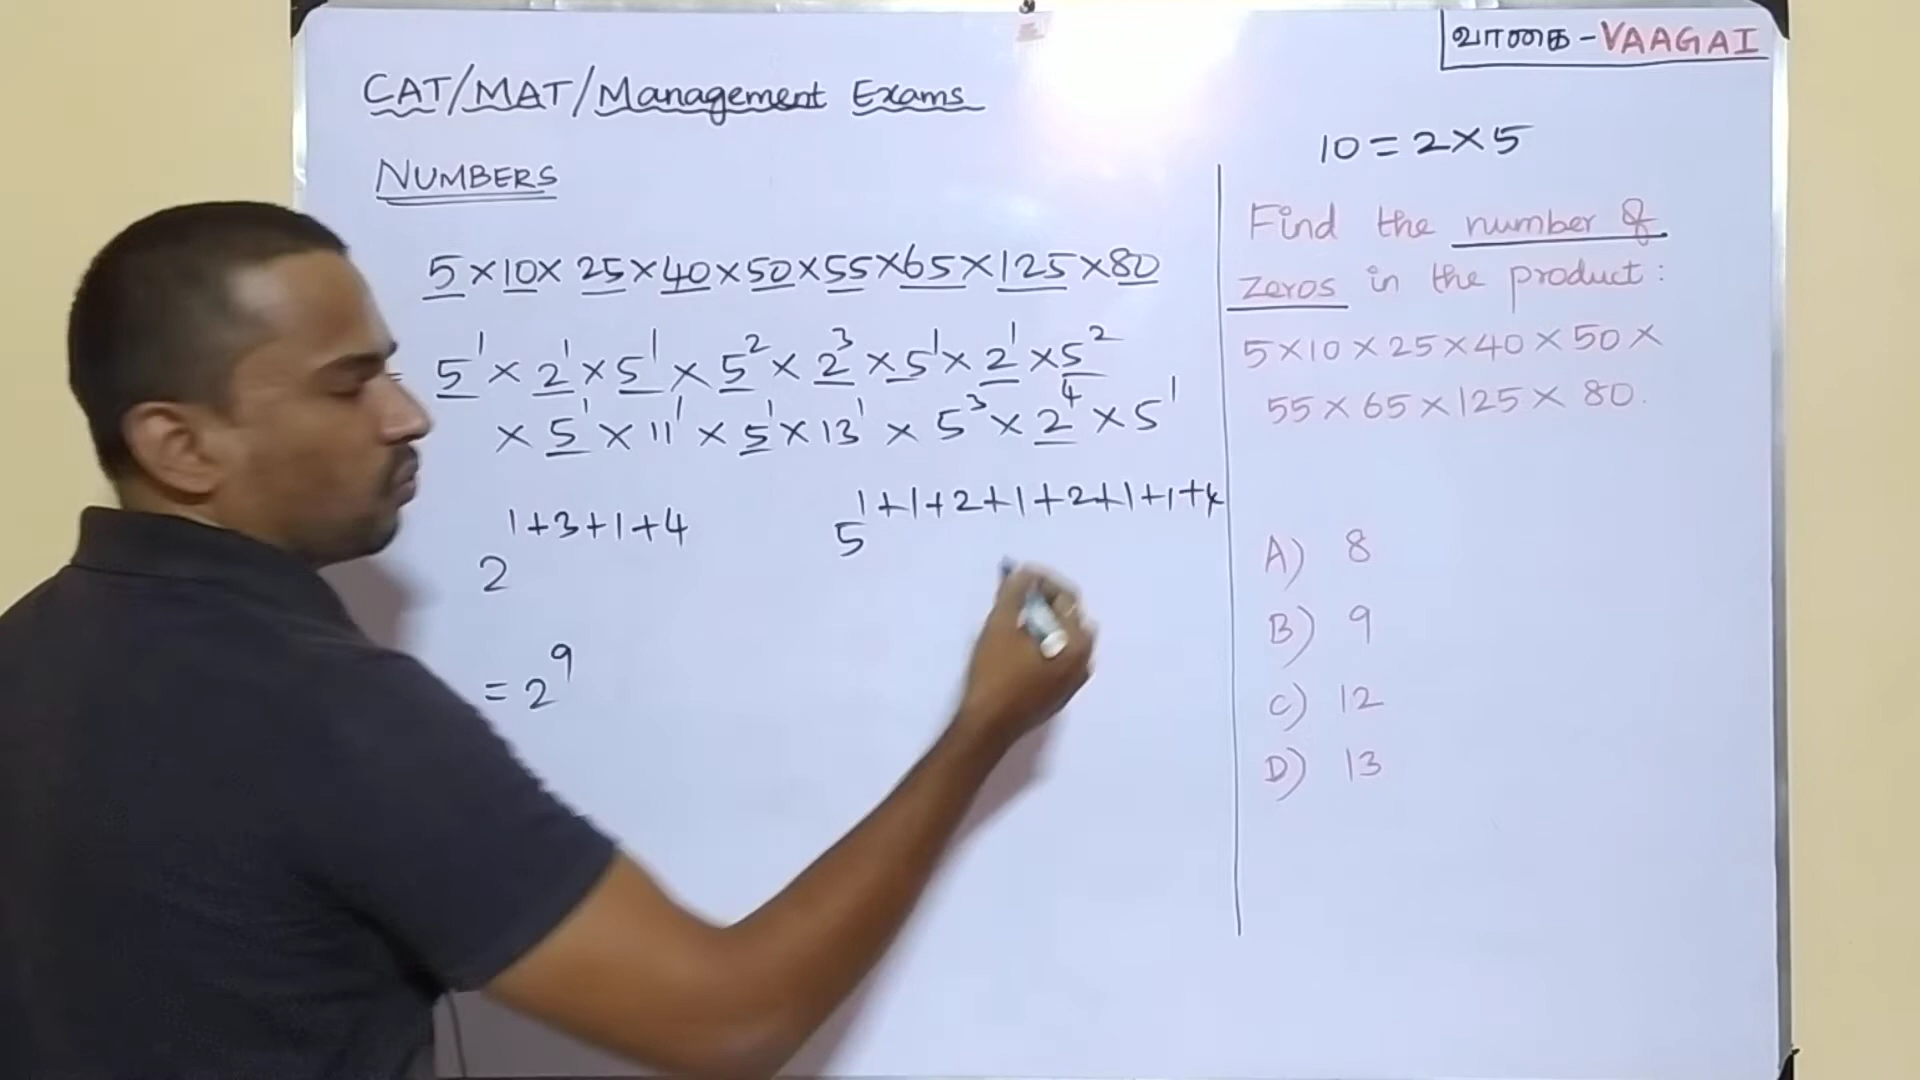 வாகை - VAAGAI
CAT/MAT/Management Exams
NUMBERS
5 × 10 × 25 × 40 × 50 × 55 × 65 × 125 × 80
= 5¹ × 2¹ × 5¹ × 5² × 2³ × 5¹ × 2¹ × 5²
× 5¹ × 11¹ × 5¹ × 13¹ × 5³ × 2⁴ × 5¹
2^1+3+1+4
5^1+1+2+1+2+1+1+4
= 2⁹
10 = 2 × 5
Find the number of
zeros in the product :
5 × 10 × 25 × 40 × 50 ×
55 × 65 × 125 × 80.
A) 8
B) 9
C) 12
D) 13